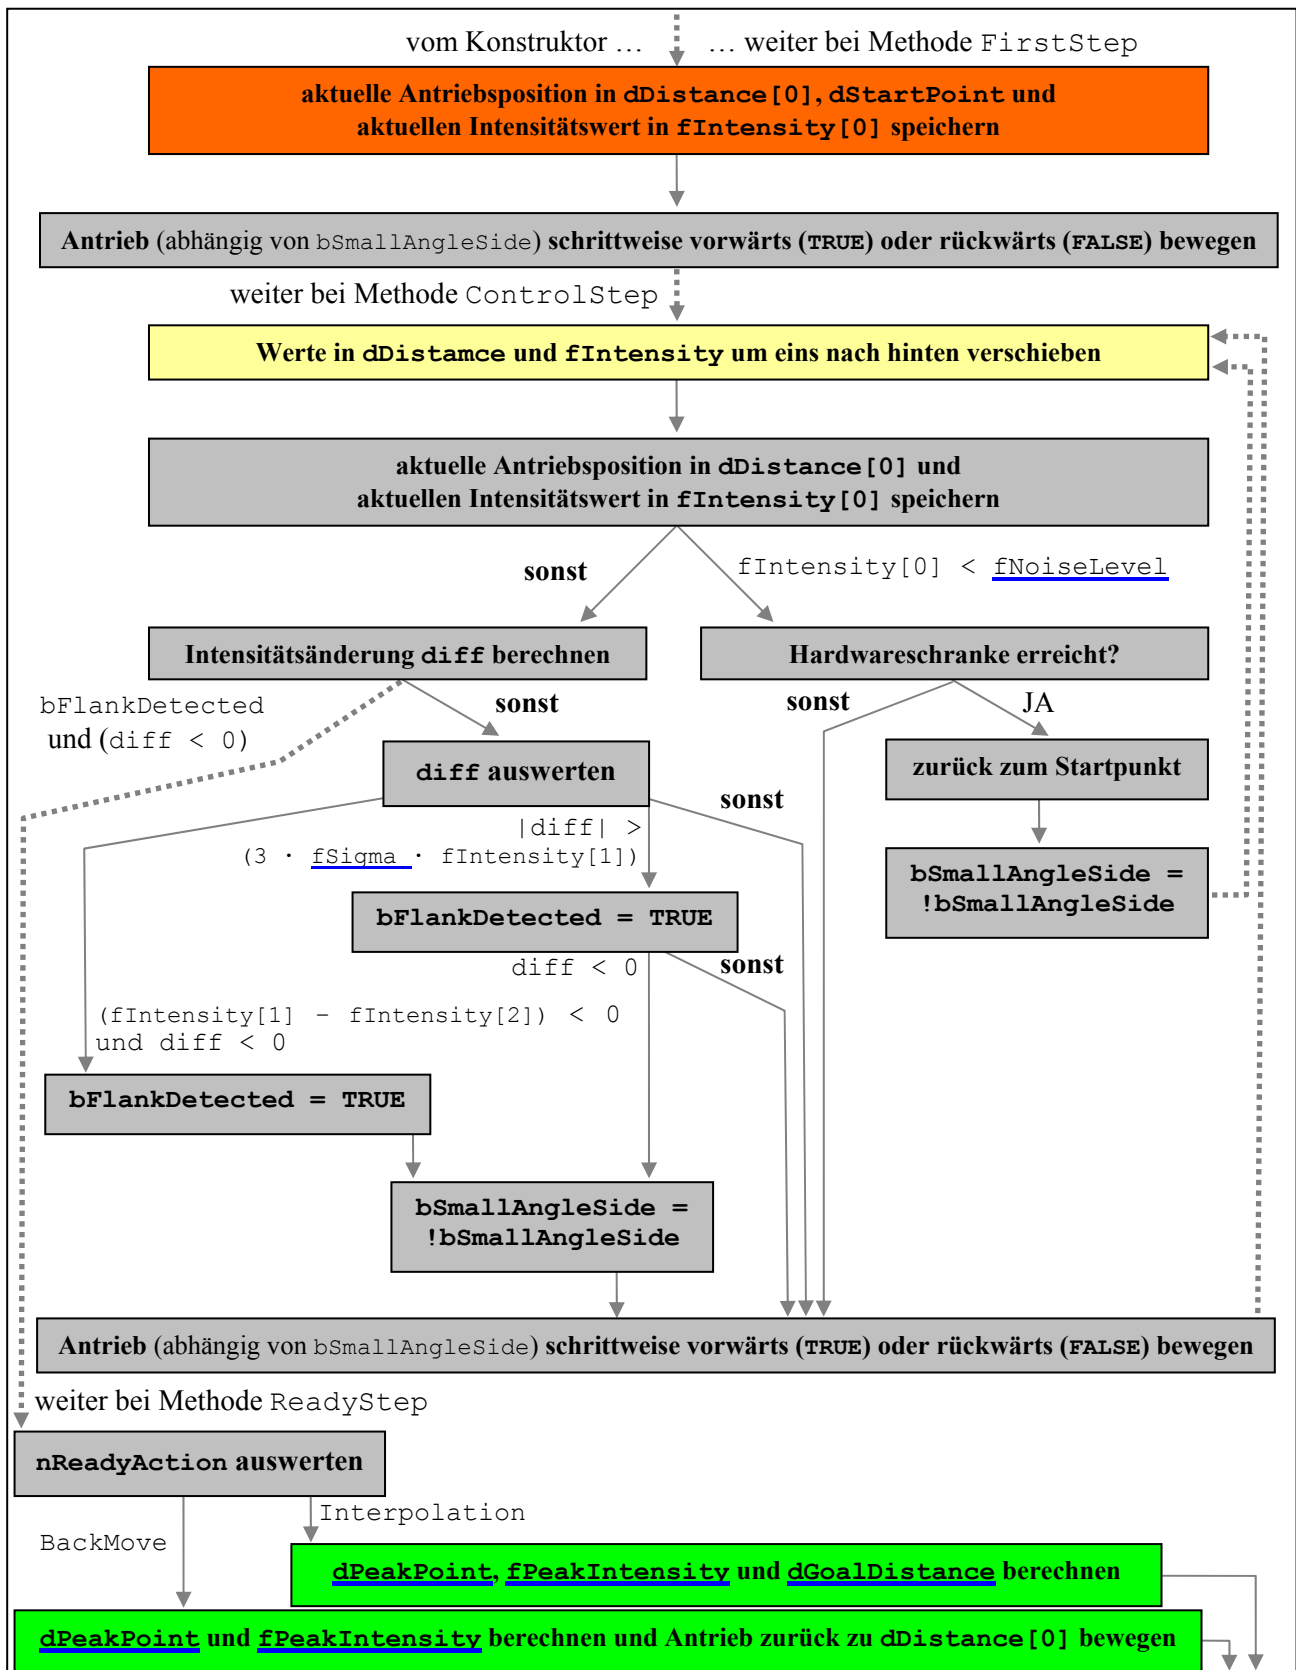 vom Konstruktor … … weiter bei Methode FirstStep
aktuelle Antriebsposition in dDistance[0], dStartPoint und
aktuellen Intensitätswert in fIntensity[0] speichern
Antrieb (abhängig von bSmallAngleSide) schrittweise vorwärts (TRUE) oder rückwärts (FALSE) bewegen
weiter bei Methode ControlStep
Werte in dDistamce und fIntensity um eins nach hinten verschieben
aktuelle Antriebsposition in dDistance[0] und
aktuellen Intensitätswert in fIntensity[0] speichern
sonst
fIntensity[0] < fNoiseLevel
Intensitätsänderung diff berechnen
Hardwareschranke erreicht?
bFlankDetected
und (diff < 0)
sonst
sonst
JA
diff auswerten
zurück zum Startpunkt
sonst
|diff| >
(3 · fSigma · fIntensity[1])
bSmallAngleSide =
!bSmallAngleSide
bFlankDetected = TRUE
diff < 0
sonst
(fIntensity[1] – fIntensity[2]) < 0
und diff < 0
bFlankDetected = TRUE
bSmallAngleSide =
!bSmallAngleSide
Antrieb (abhängig von bSmallAngleSide) schrittweise vorwärts (TRUE) oder rückwärts (FALSE) bewegen
weiter bei Methode ReadyStep
nReadyAction auswerten
Interpolation
BackMove
dPeakPoint, fPeakIntensity und dGoalDistance berechnen
dPeakPoint und fPeakIntensity berechnen und Antrieb zurück zu dDistance[0] bewegen